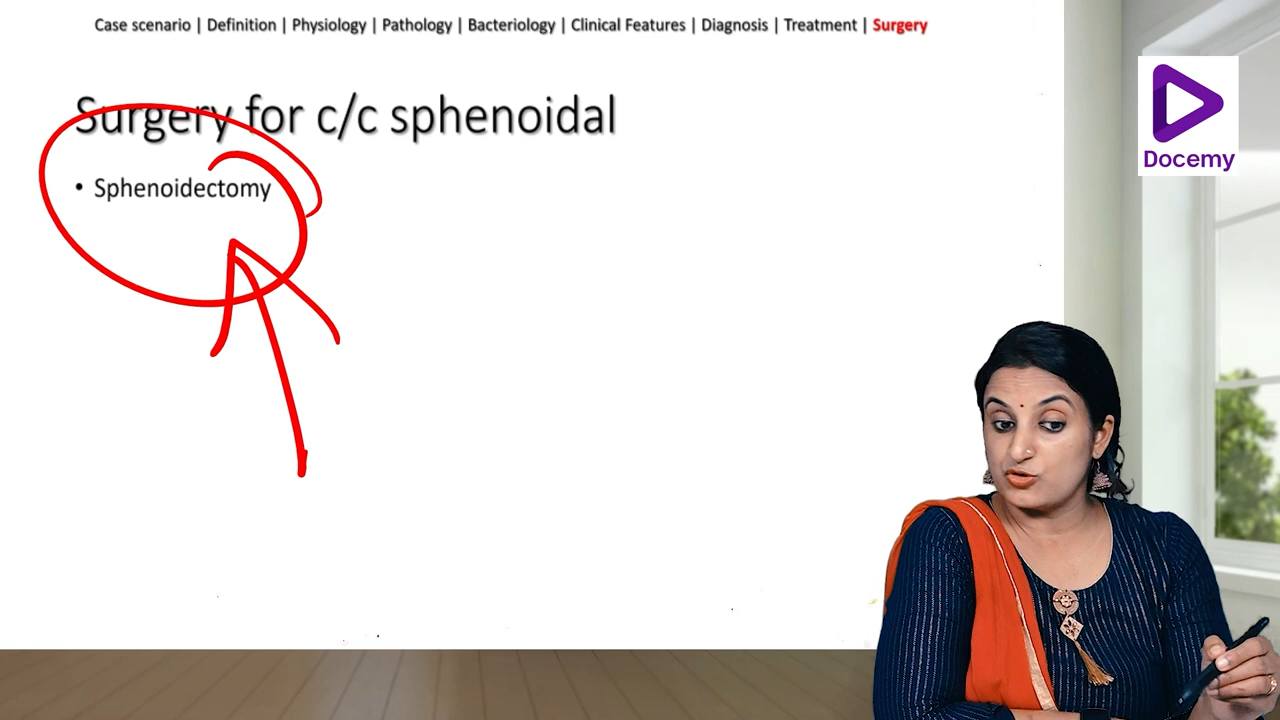 Case scenario | Definition | Physiology | Pathology | Bacteriology | Clinical Features | Diagnosis | Treatment | Surgery
Surgery for c/c sphenoidal
• Sphenoidectomy
Docemy